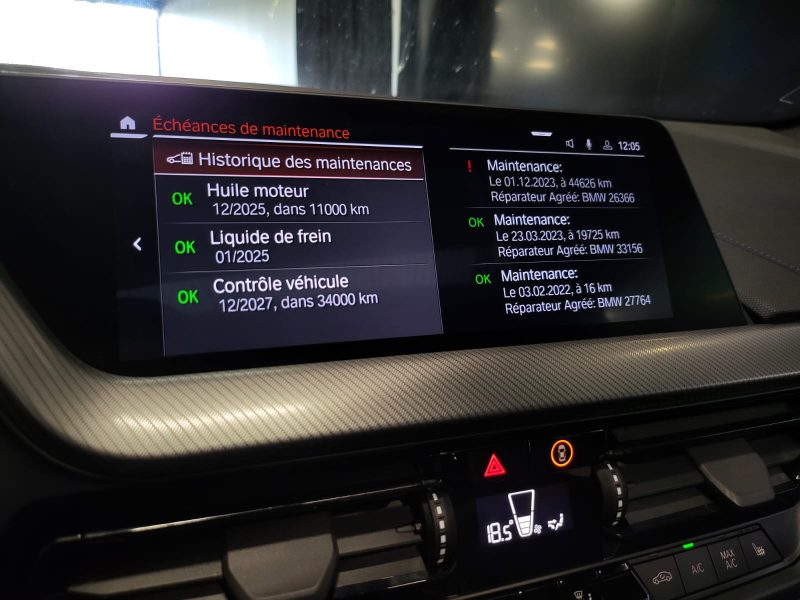 Échéances de maintenance
12:05
Historique des maintenances
OK Huile moteur
12/2025, dans 11000 km
OK Liquide de frein
01/2025
OK Contrôle véhicule
12/2027, dans 34000 km
! Maintenance:
Le 01.12.2023, à 44626 km
Réparateur Agréé: BMW 26366
OK Maintenance:
Le 23.03.2023, à 19725 km
Réparateur Agréé: BMW 33156
OK Maintenance:
Le 03.02.2022, à 16 km
Réparateur Agréé: BMW 27764
18.5°
A/C
MAX
A/C